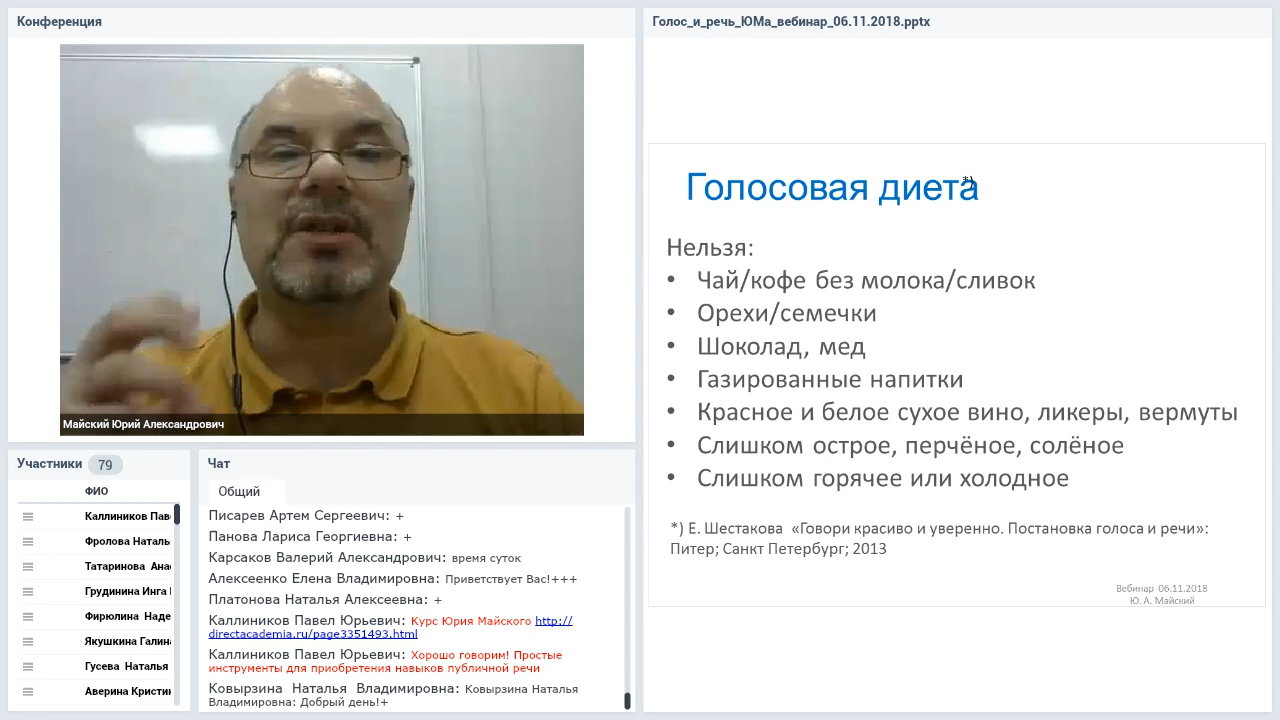 Конференция
Майский Юрий Александрович
Участники 79
ФИО
Каллиников Пав
Фролова Наталь
Татаринова Ана
Грудинина Инга
Фирюлина Наде
Якушкина Галин
Гусева Наталья
Аверина Кристи
Чат
Общий
Писарев Артем Сергеевич: +
Панова Лариса Георгиевна: +
Карсаков Валерий Александрович: время суток
Алексеенко Елена Владимировна: Приветствует Вас!+++
Платонова Наталья Алексеевна: +
Каллиников Павел Юрьевич: Курс Юрия Майского http://
directacademia.ru/page3351493.html
Каллиников Павел Юрьевич: Хорошо говорим! Простые
инструменты для приобретения навыков публичной речи
Ковырзина Наталья Владимировна: Ковырзина Наталья
Владимировна: Добрый день!+
Голос_и_речь_ЮМа_вебинар_06.11.2018.pptx
Голосовая диета*)
Нельзя:
• Чай/кофе без молока/сливок
• Орехи/семечки
• Шоколад, мед
• Газированные напитки
• Красное и белое сухое вино, ликеры, вермуты
• Слишком острое, перчёное, солёное
• Слишком горячее или холодное
*) Е. Шестакова «Говори красиво и уверенно. Постановка голоса и речи»:
Питер; Санкт Петербург; 2013
Вебинар 06.11.2018
Ю. А. Майский